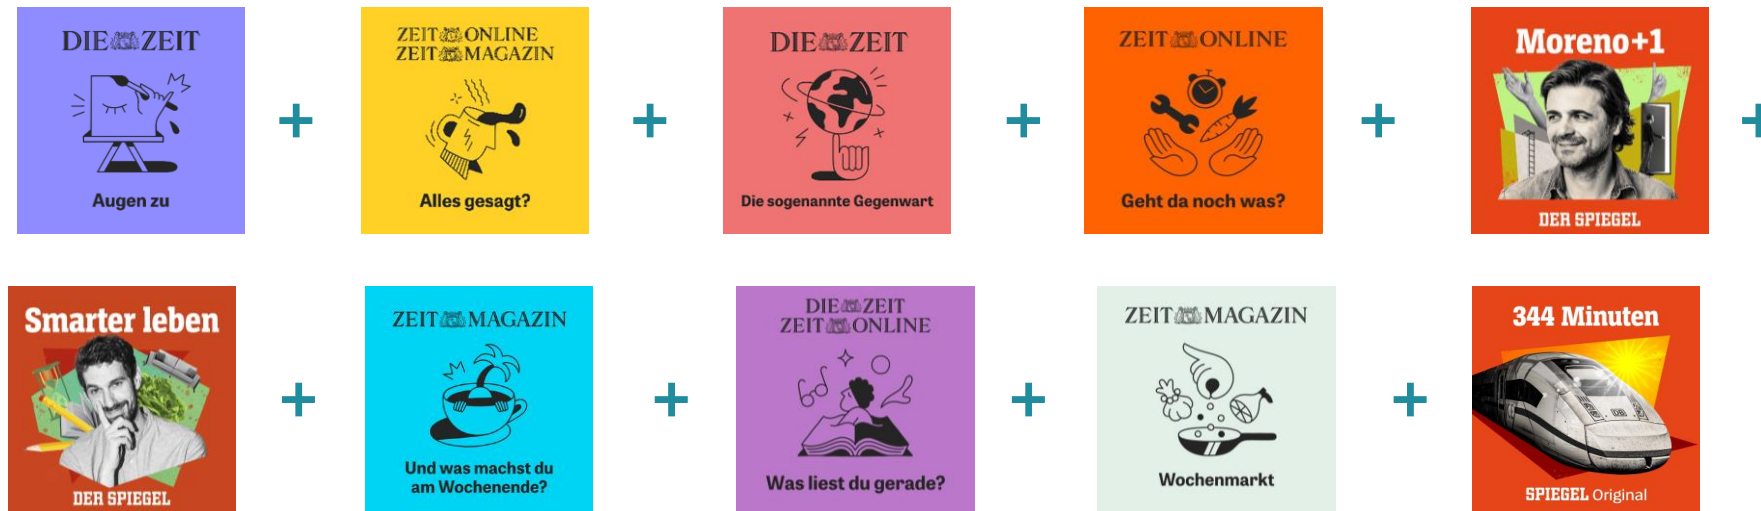 DIE ZEIT
Augen zu
+
ZEIT ONLINE
ZEIT MAGAZIN
Alles gesagt?
+
DIE ZEIT
Die sogenannte Gegenwart
+
ZEIT ONLINE
Geht da noch was?
+
Moreno+1
DER SPIEGEL
+
Smarter leben
DER SPIEGEL
+
ZEIT MAGAZIN
Und was machst du
am Wochenende?
+
DIE ZEIT
ZEIT ONLINE
Was liest du gerade?
+
ZEIT MAGAZIN
Wochenmarkt
+
344 Minuten
SPIEGEL Original